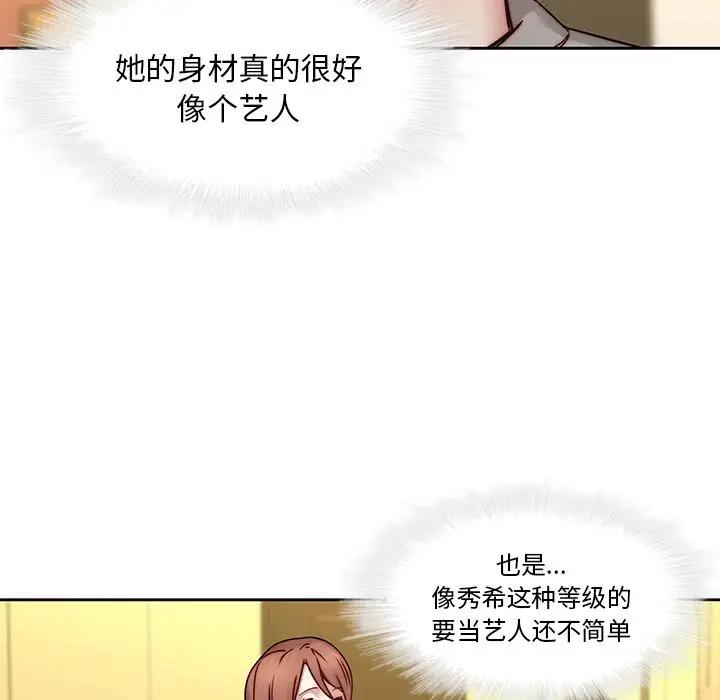 她的身材真的很好
像个艺人
也是...
像秀希这种等级的
要当艺人还不简单